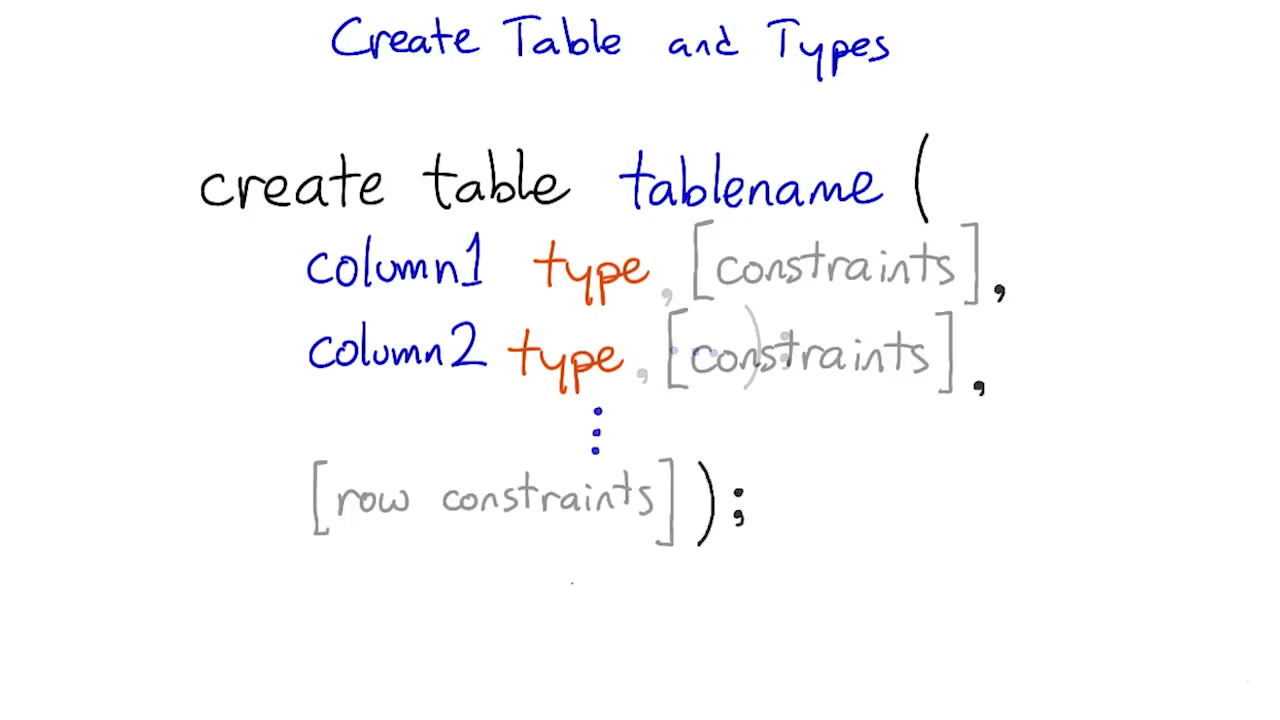 Create Table and Types
create table tablename (
column1 type, [constraints],
column2 type, [constraints],
⋮
[row constraints]);